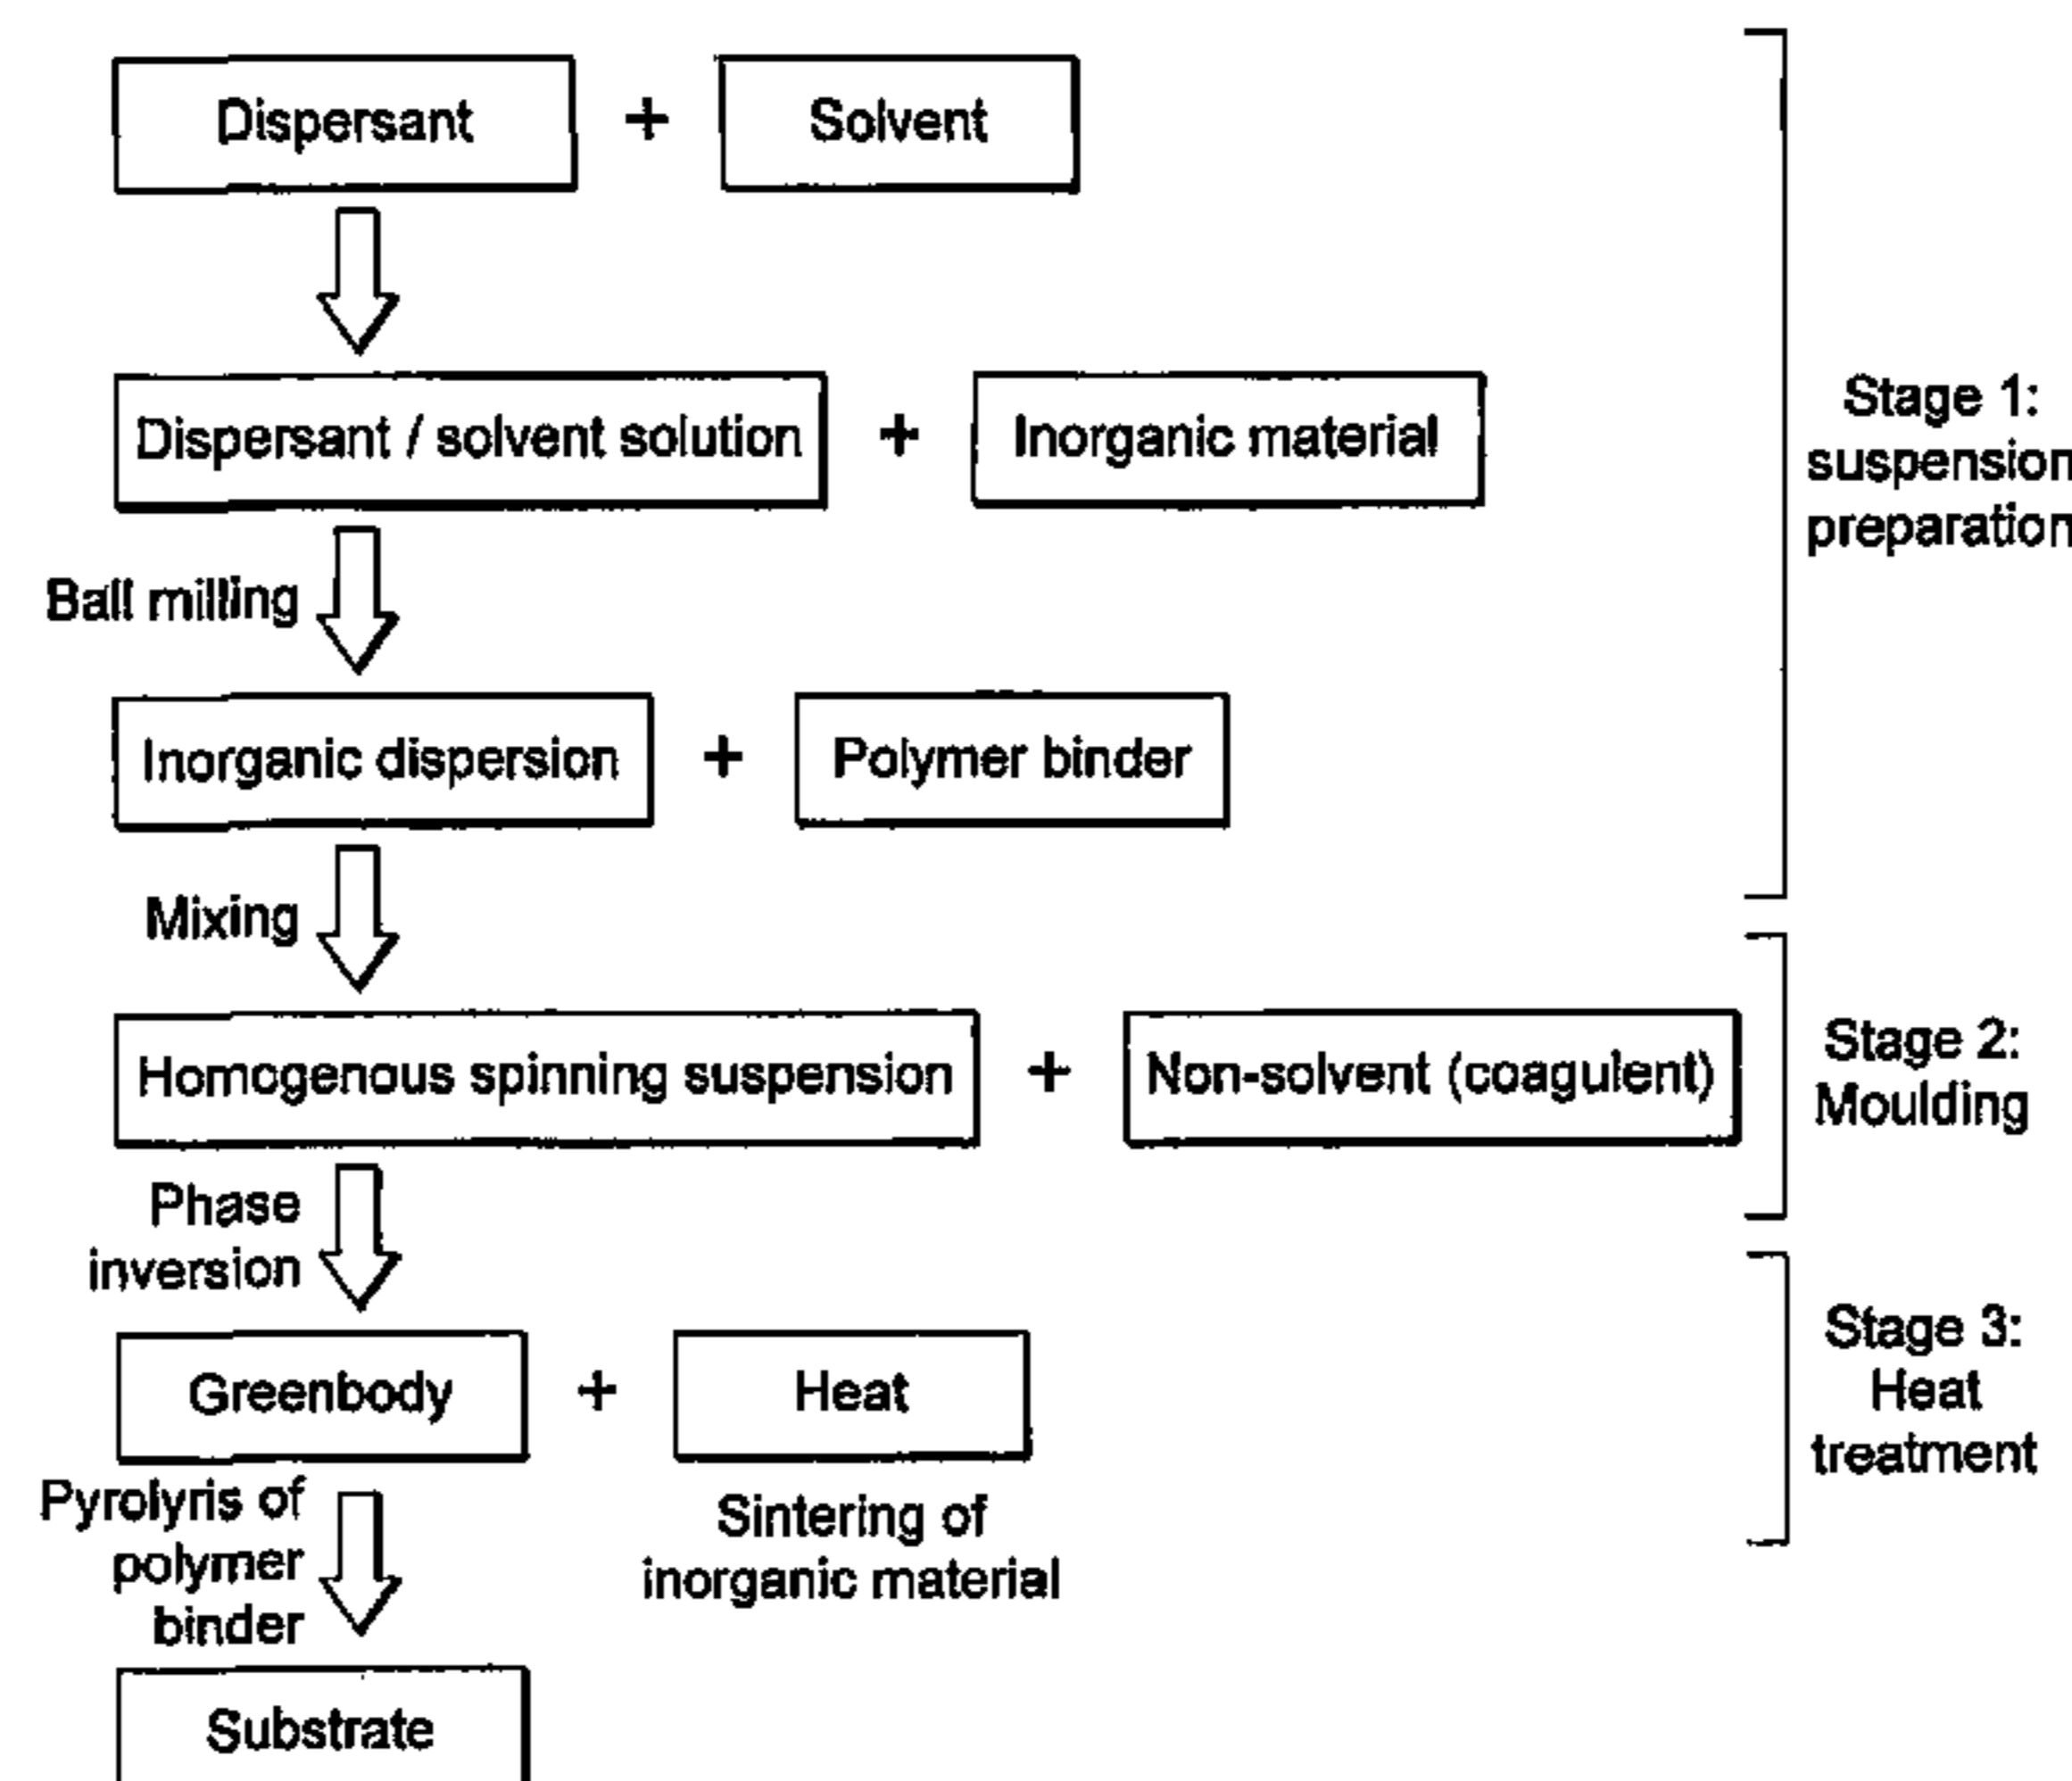 Dispersant + Solvent
Dispersant / solvent solution + Inorganic material
Stage 1:
suspension
preparation
Ball milling
Inorganic dispersion + Polymer binder
Mixing
Homogenous spinning suspension + Non-solvent (coagulent)
Stage 2:
Moulding
Phase
inversion
Greenbody + Heat
Stage 3:
Heat
treatment
Pyrolyris of
polymer
binder
Sintering of
inorganic material
Substrate